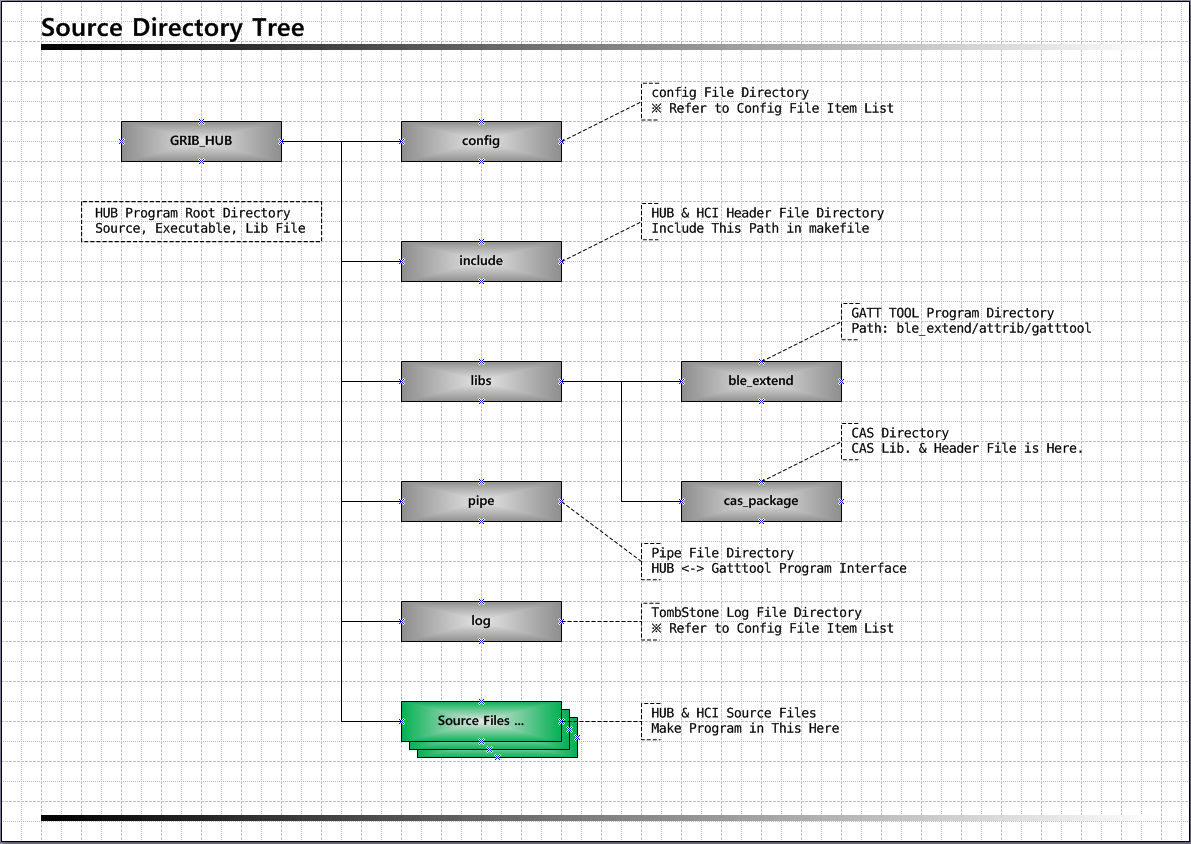 Source Directory Tree
config File Directory
※ Refer to Config File Item List
GRIB_HUB
config
HUB Program Root Directory
Source, Executable, Lib File
HUB & HCI Header File Directory
Include This Path in makefile
include
GATT TOOL Program Directory
Path: ble_extend/attrib/gatttool
libs
ble_extend
CAS Directory
CAS Lib. & Header File is Here.
pipe
cas_package
Pipe File Directory
HUB <-> Gatttool Program Interface
log
TombStone Log File Directory
※ Refer to Config File Item List
Source Files ...
HUB & HCI Source Files
Make Program in This Here